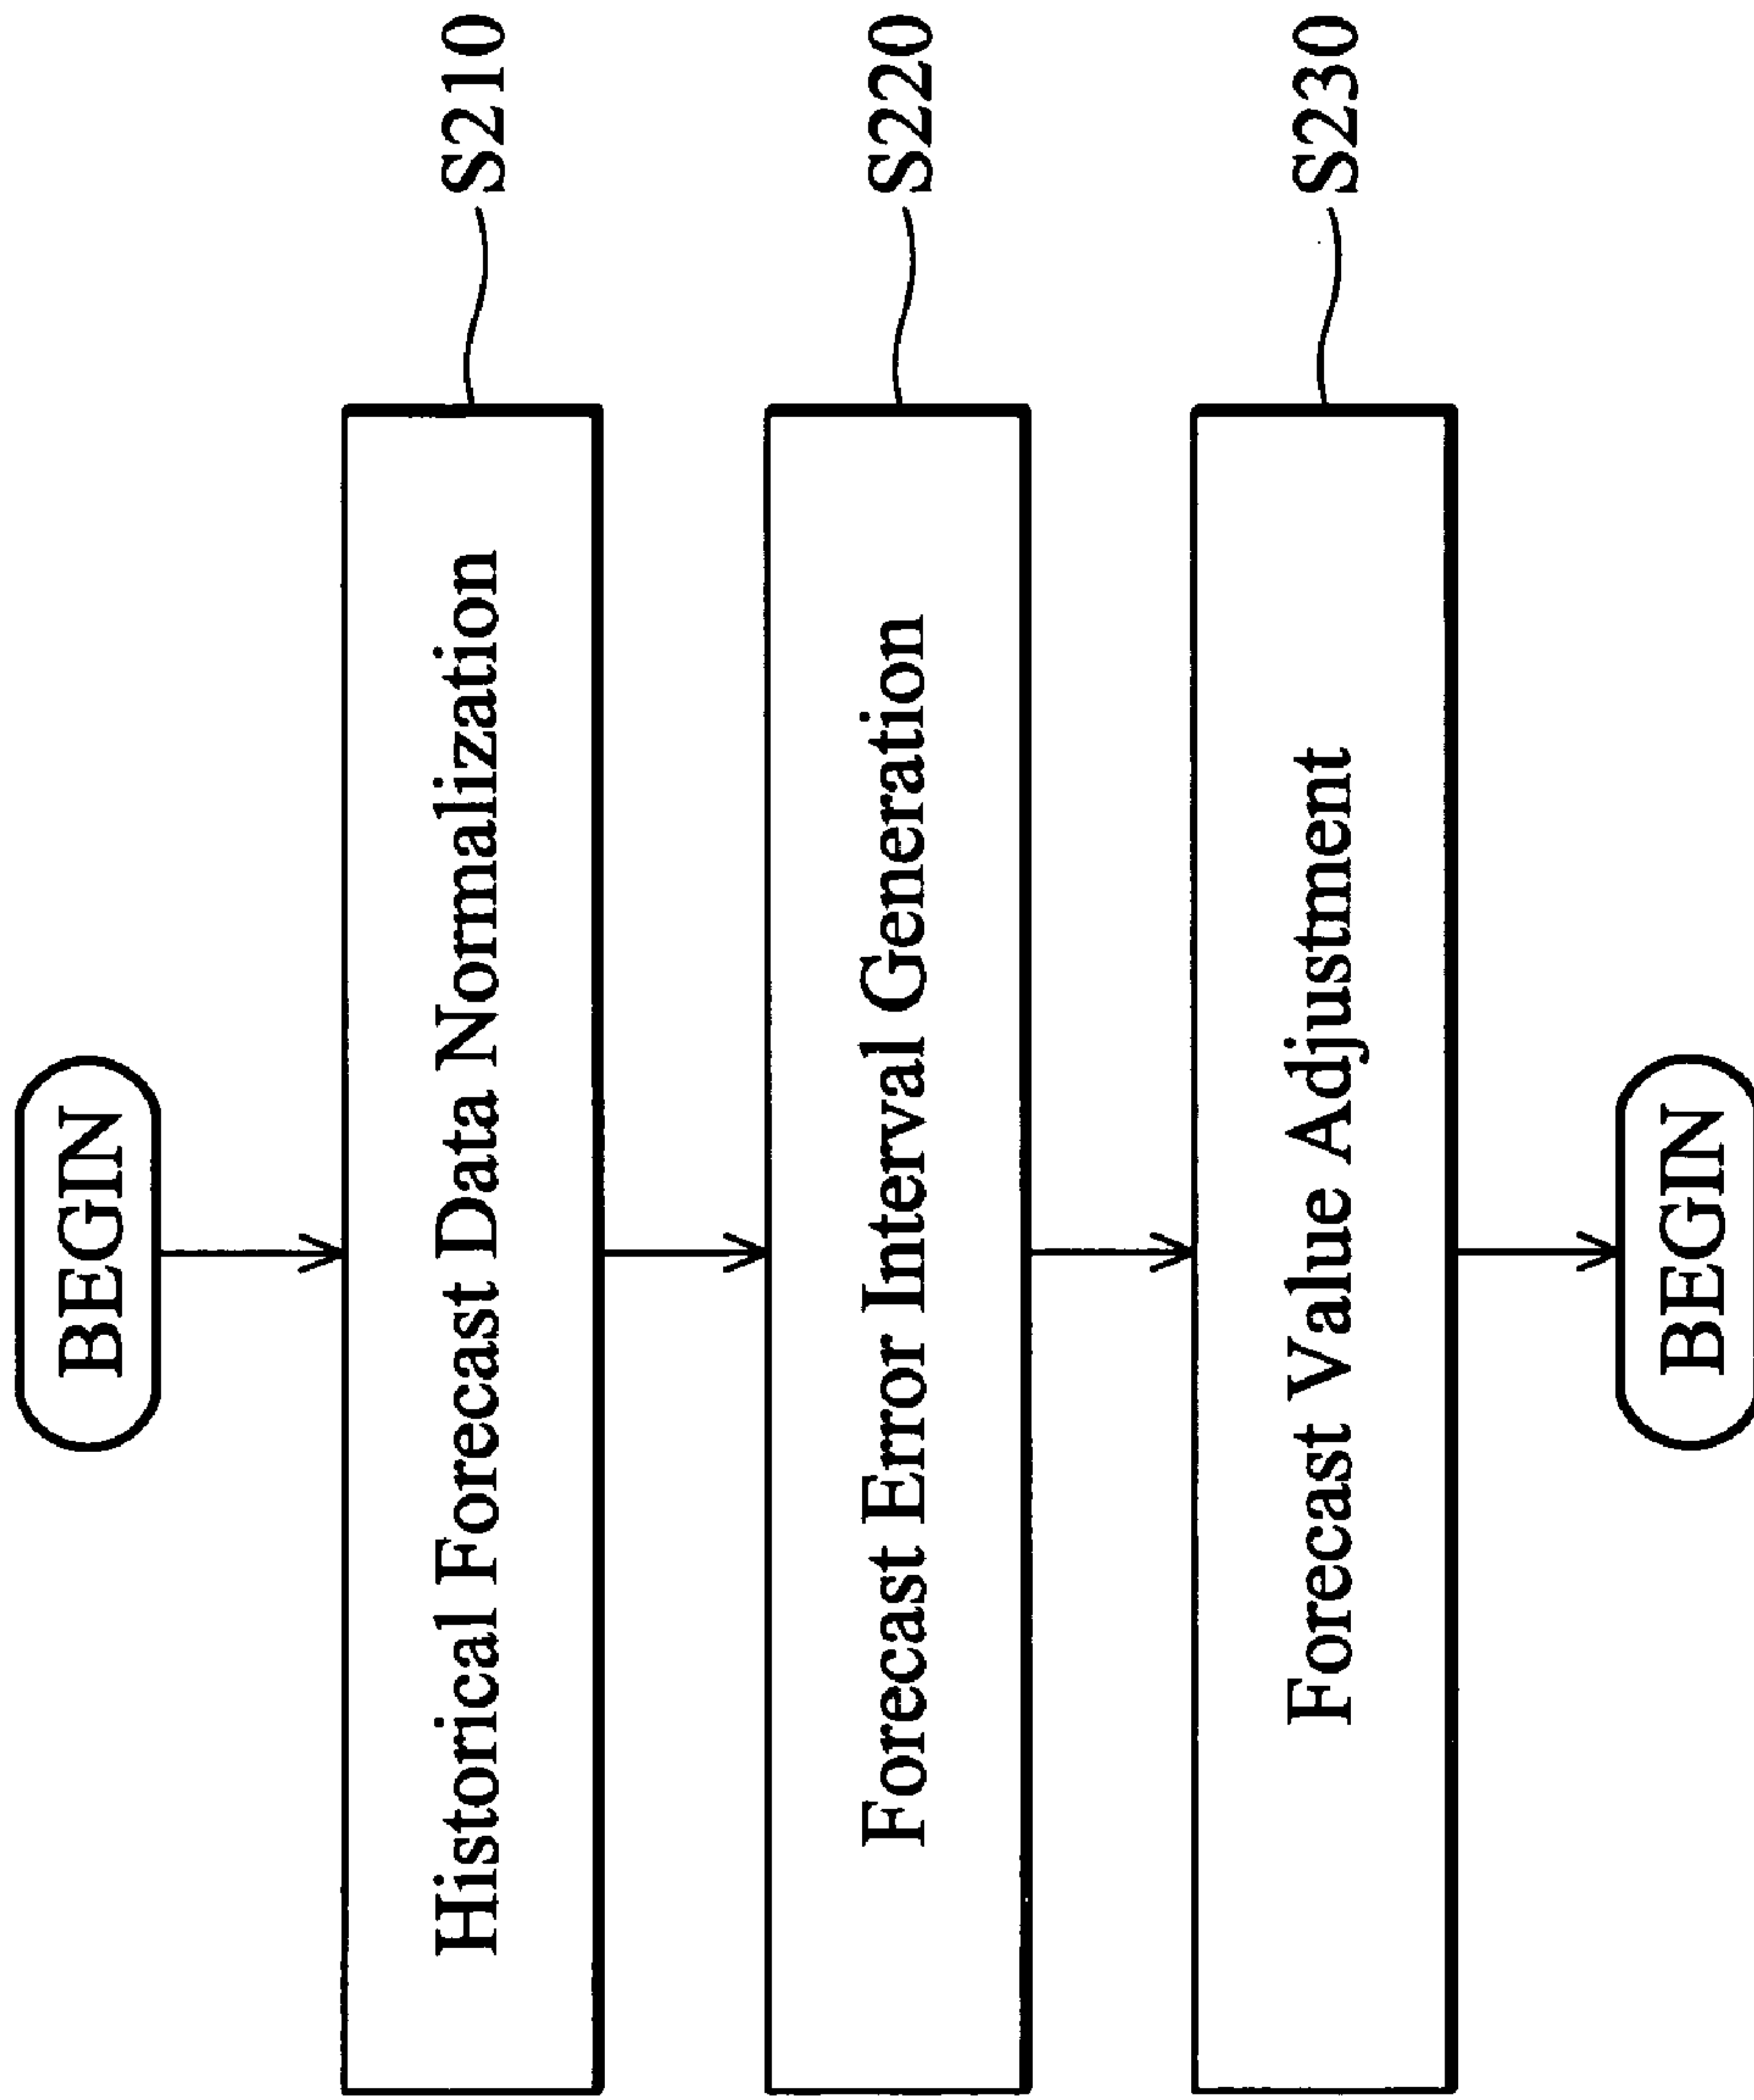 BEGIN
Historical Forecast Data Normalization
S210
Forecast Error Interval Generation
S220
Forecast Value Adjustment
S230
BEGIN